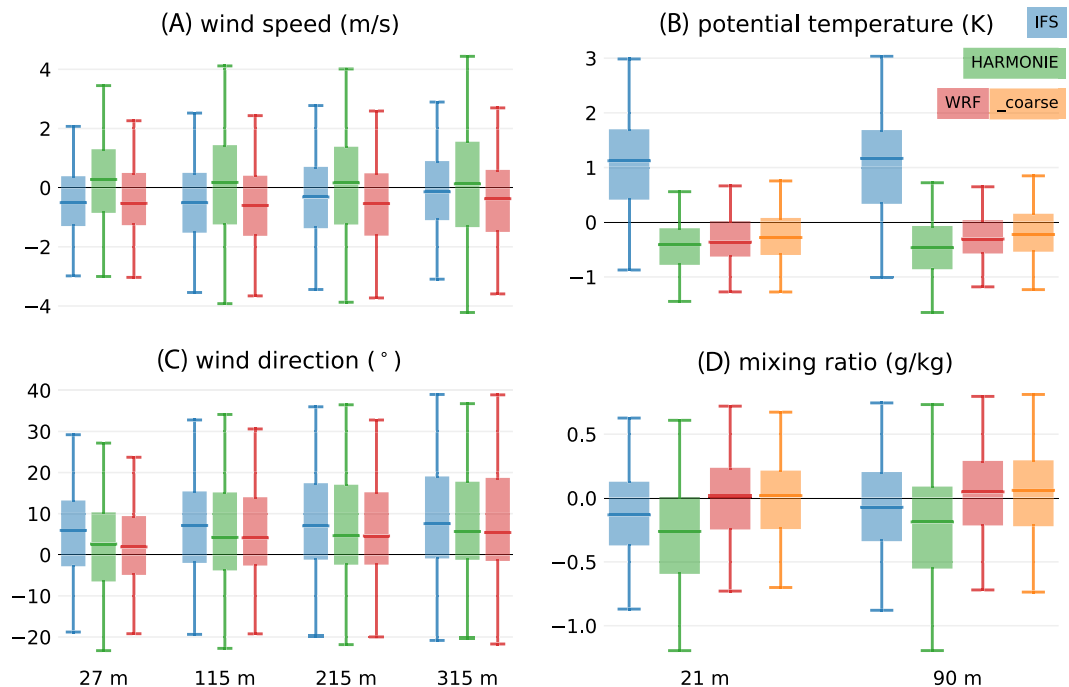 (A) wind speed (m/s)
4
2
0
−2
−4
(B) potential temperature (K)
IFS
HARMONIE
WRF _coarse
3
2
1
0
−1
(C) wind direction (°)
40
30
20
10
0
−10
−20
27 m 115 m 215 m 315 m
(D) mixing ratio (g/kg)
0.5
0.0
−0.5
−1.0
21 m 90 m